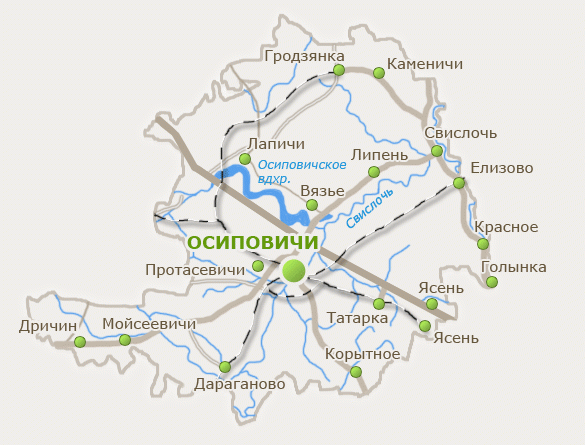 Гродзянка
Каменичи
Свислочь
Лапичи
Осиповичское
вдхр.
Липень
Елизово
Вязье
Свислочь
Красное
ОСИПОВИЧИ
Протасевичи
Голынка
Ясень
Татарка
Дричин
Мойсеевичи
Ясень
Корытное
Дараганово